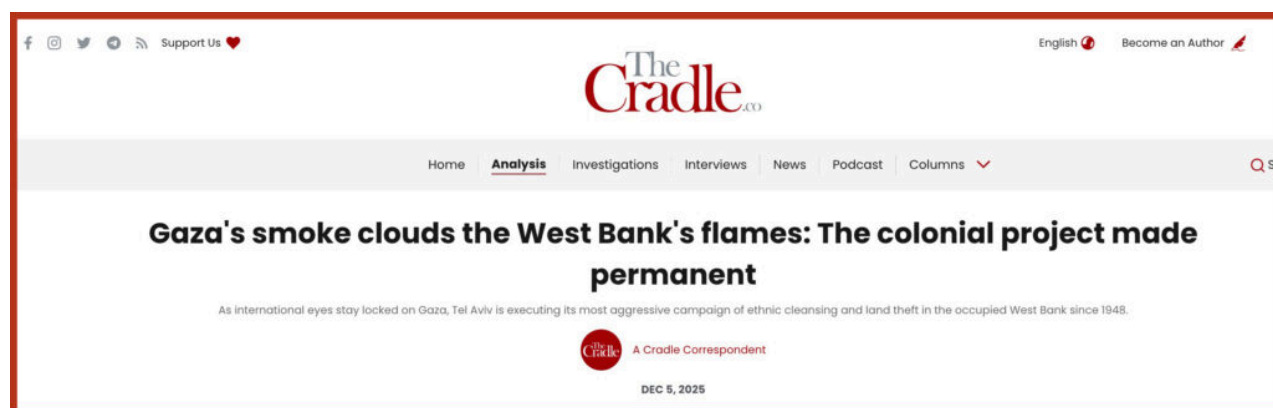 Support Us
English
Become an Author
The
Cradle.co
Home Analysis Investigations Interviews News Podcast Columns
S
Gaza's smoke clouds the West Bank's flames: The colonial project made
permanent
As international eyes stay locked on Gaza, Tel Aviv is executing its most aggressive campaign of ethnic cleansing and land theft in the occupied West Bank since 1948.
The
Cradle
A Cradle Correspondent
DEC 5, 2025